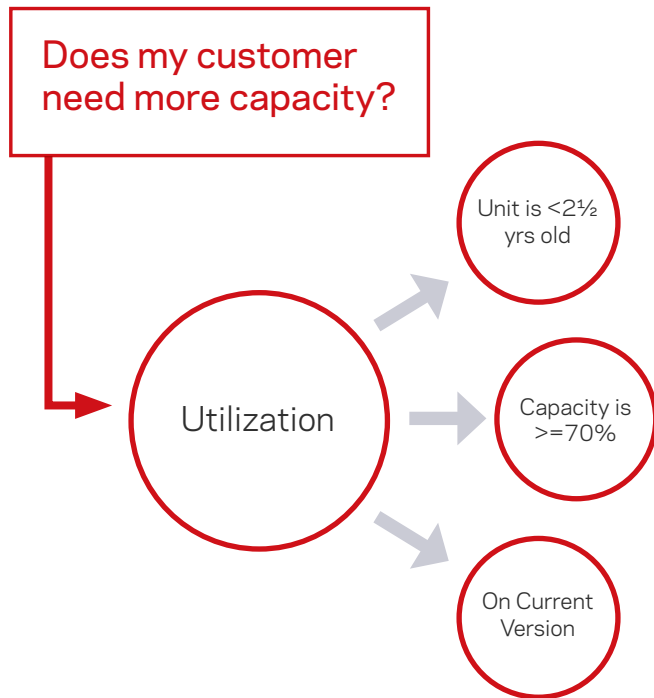 Does my customer
need more capacity?
Unit is <2½
yrs old
Utilization
Capacity is
>=70%
On Current
Version